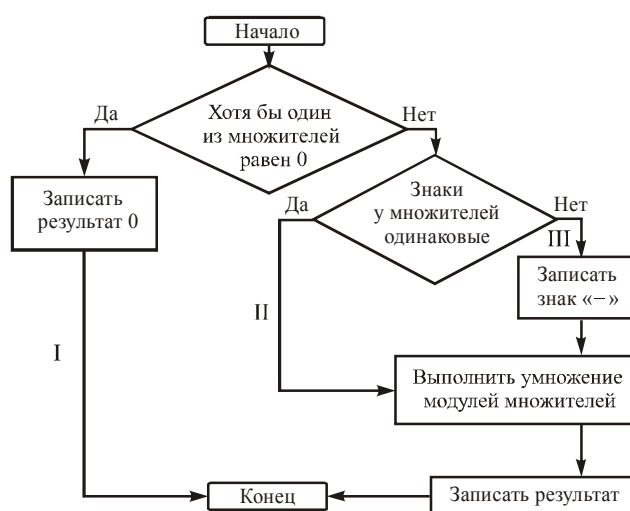 Начало
Да
Хотя бы один
из множителей
равен 0
Нет
Записать
результат 0
Да
Знаки
у множителей
одинаковые
Нет
III
Записать
знак «−»
II
I
Выполнить умножение
модулей множителей
Конец
Записать результат